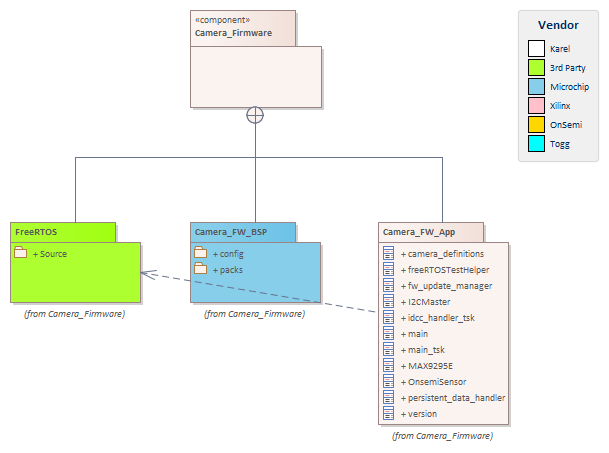 «component»
Camera_Firmware
Vendor
Karel
3rd Party
Microchip
Xilinx
OnSemi
Togg
FreeRTOS
+ Source
(from Camera_Firmware)
Camera_FW_BSP
+ config
+ packs
(from Camera_Firmware)
Camera_FW_App
+ camera_definitions
+ freeRTOSTestHelper
+ fw_update_manager
+ I2CMaster
+ idcc_handler_tsk
+ main
+ main_tsk
+ MAX9295E
+ OnsemiSensor
+ persistent_data_handler
+ version
(from Camera_Firmware)